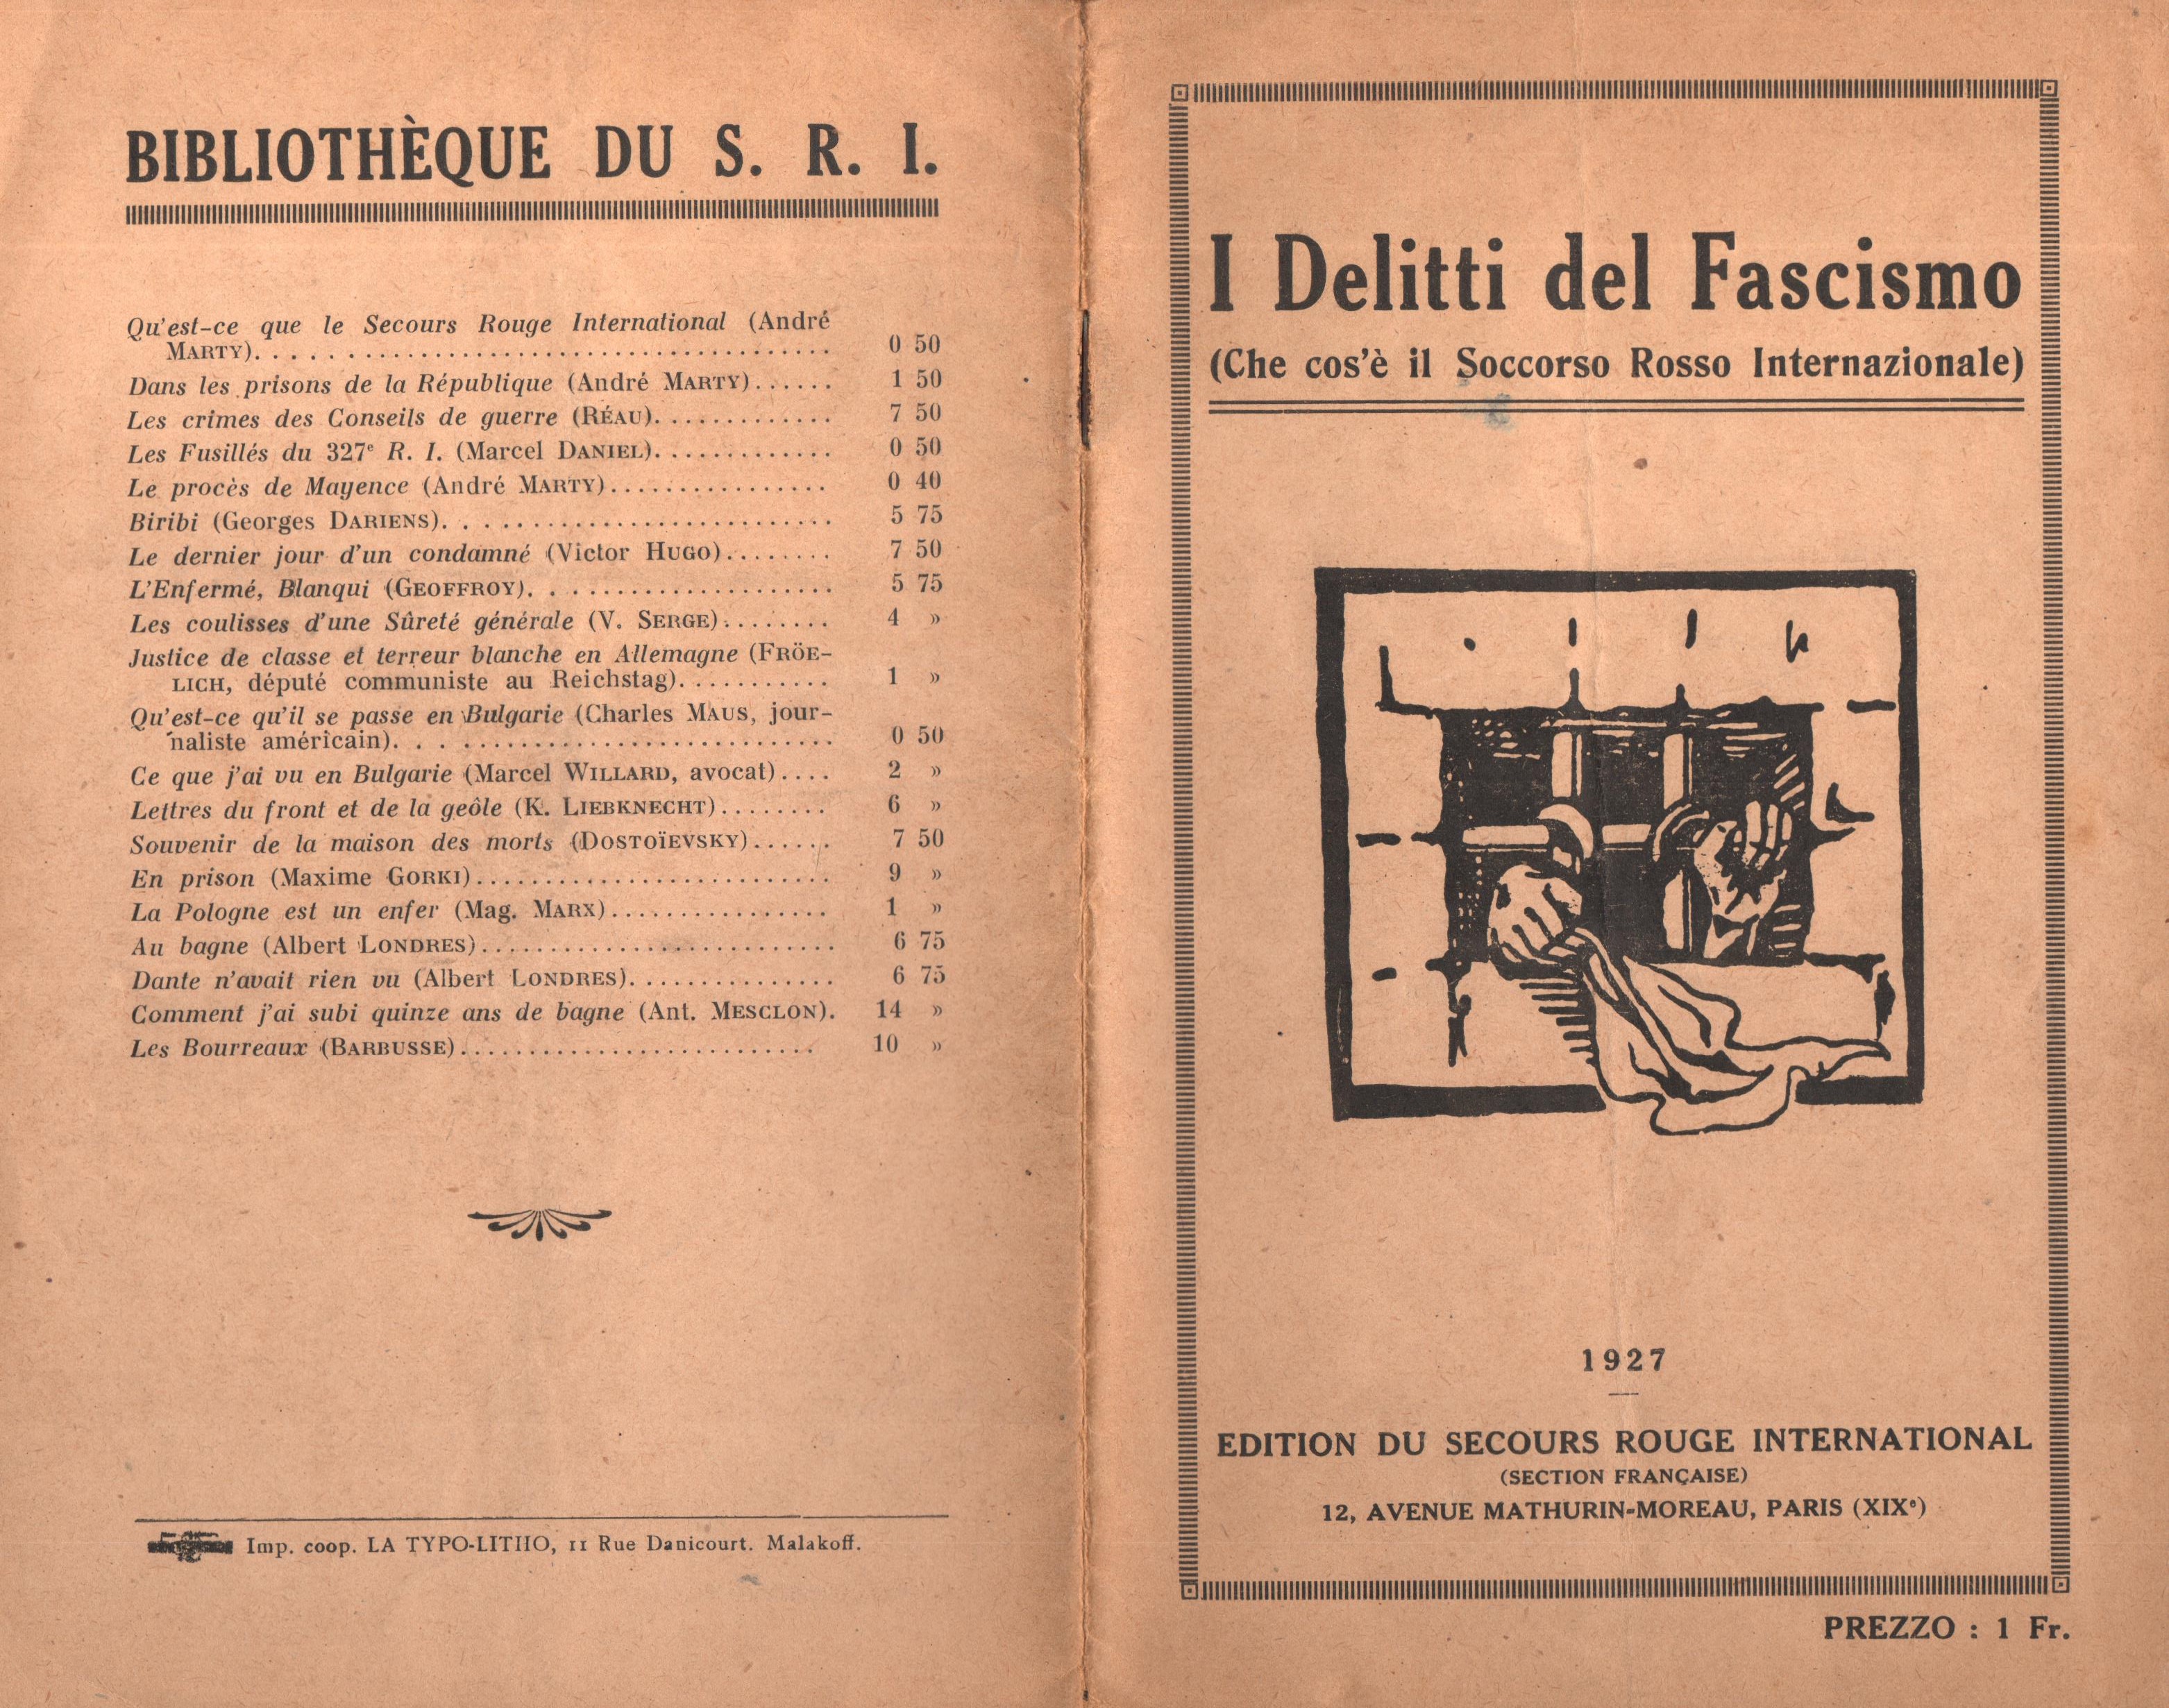 BIBLIOTHÈQUE DU S. R. I.
Qu'est-ce que le Secours Rouge International (André
MARTY). . . . . . . . . . . . . . . . . . . . . . . . . . . . . . . . . . . . . . . 0 50
Dans les prisons de la République (André MARTY)...... 1 50
Les crimes des Conseils de guerre (RÉAU)............. 7 50
Les Fusillés du 327e R. I. (Marcel DANIEL)............. 0 50
Le procès de Mayence (André MARTY)................ 0 40
Biribi (Georges DARIENS)............................ 5 75
Le dernier jour d'un condamné (Victor HUGO)........ 7 50
L'Enfermé, Blanqui (GEOFFROY)..................... 5 75
Les coulisses d'une Sûreté générale (V. SERGE)........ 4 »
Justice de classe et terreur blanche en Allemagne (FRÖE-
LICH, député communiste au Reichstag)........... 1 »
Qu'est-ce qu'il se passe en Bulgarie (Charles MAUS, jour-
naliste américain)............................... 0 50
Ce que j'ai vu en Bulgarie (Marcel WILLARD, avocat).... 2 »
Lettres du front et de la geôle (K. LIEBKNECHT)........ 6 »
Souvenir de la maison des morts (DOSTOÏEVSKY)...... 7 50
En prison (Maxime GORKI).......................... 9 »
La Pologne est un enfer (Mag. MARX)................ 1 »
Au bagne (Albert LONDRES).......................... 6 75
Dante n'avait rien vu (Albert LONDRES)............... 6 75
Comment j'ai subi quinze ans de bagne (Ant. MESCLON). 14 »
Les Bourreaux (BARBUSSE).......................... 10 »
Imp. coop. LA TYPO-LITHO, 11 Rue Danicourt. Malakoff.
I Delitti del Fascismo
(Che cos'è il Soccorso Rosso Internazionale)
1927
EDITION DU SECOURS ROUGE INTERNATIONAL
(SECTION FRANÇAISE)
12, AVENUE MATHURIN-MOREAU, PARIS (XIXe)
PREZZO : 1 Fr.